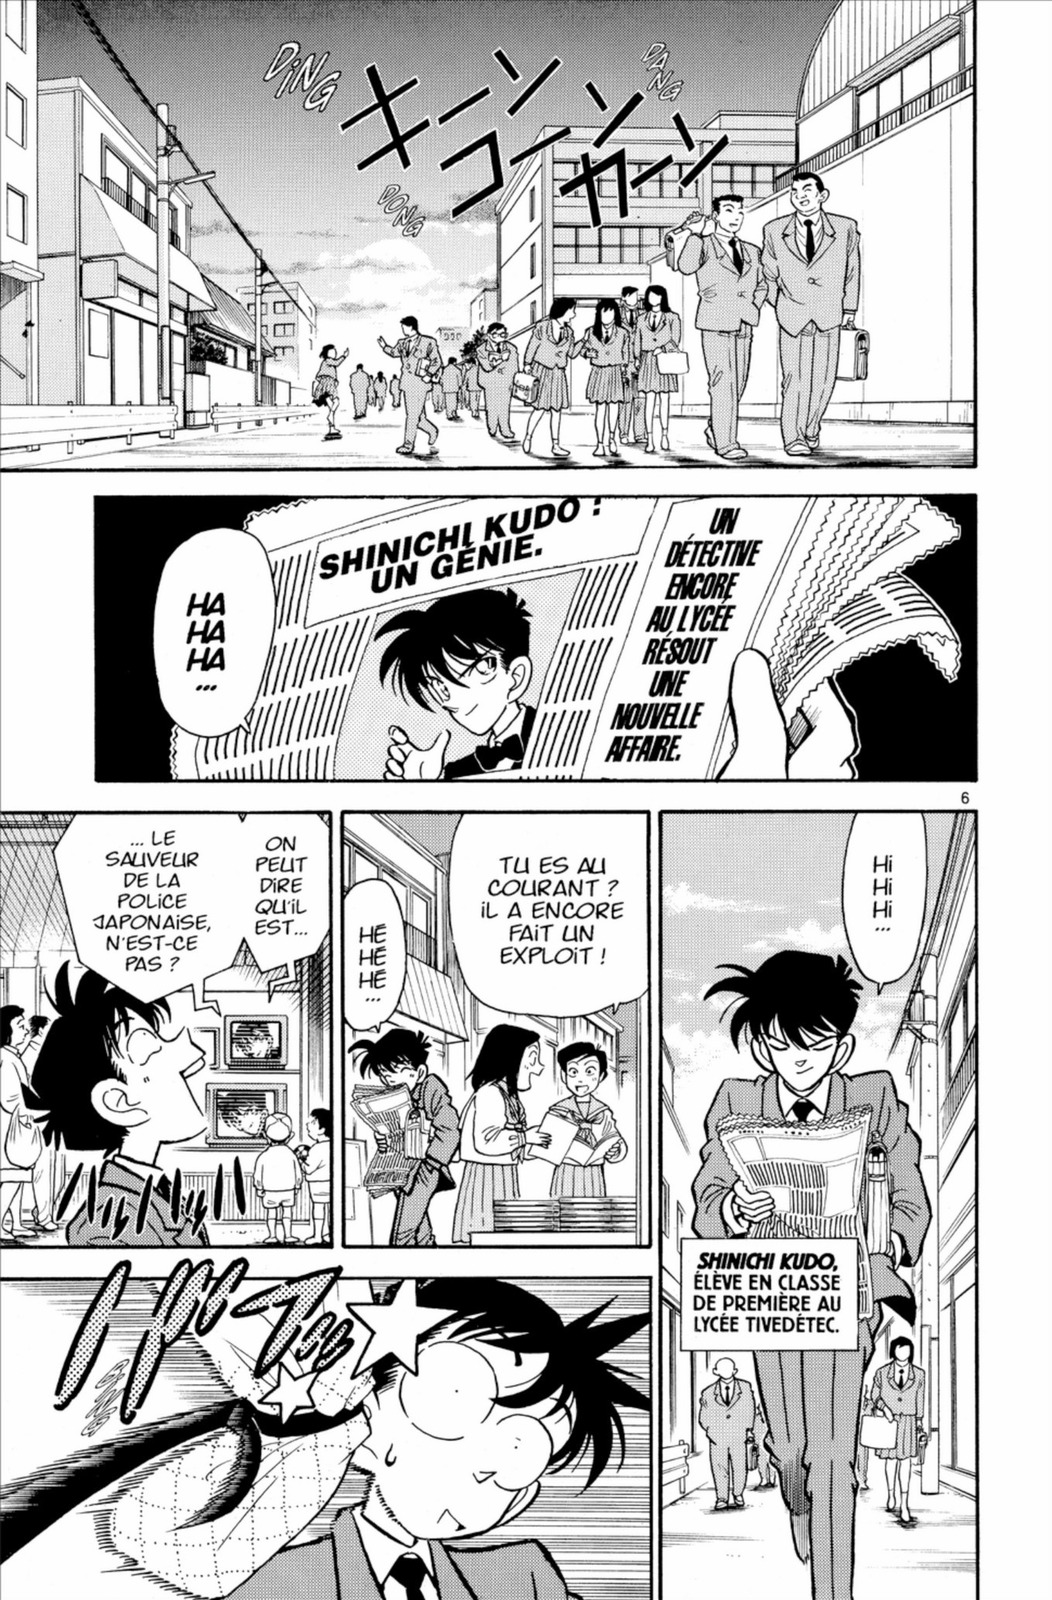 DING
キーン
DANG
コーン
カーン
DONG
HA
HA
HA
...
SHINICHI KUDO :
UN GÉNIE.
UN
DÉTECTIVE
ENCORE
AU LYCÉE
RÉSOUT
UNE
NOUVELLE
AFFAIRE.
6
Hi
Hi
Hi
...
SHINICHI KUDO,
ÉLÈVE EN CLASSE
DE PREMIÈRE AU
LYCÉE TIVEDÉTEC.
TU ES AU
COURANT ?
iL A ENCORE
FAIT UN
EXPLOIT !
HÉ
HÉ
HÉ
...
ON
PEUT
DIRE
QU'iL
EST...
... LE
SAUVEUR
DE LA
POLICE
JAPONAISE,
N'EST-CE
PAS ?